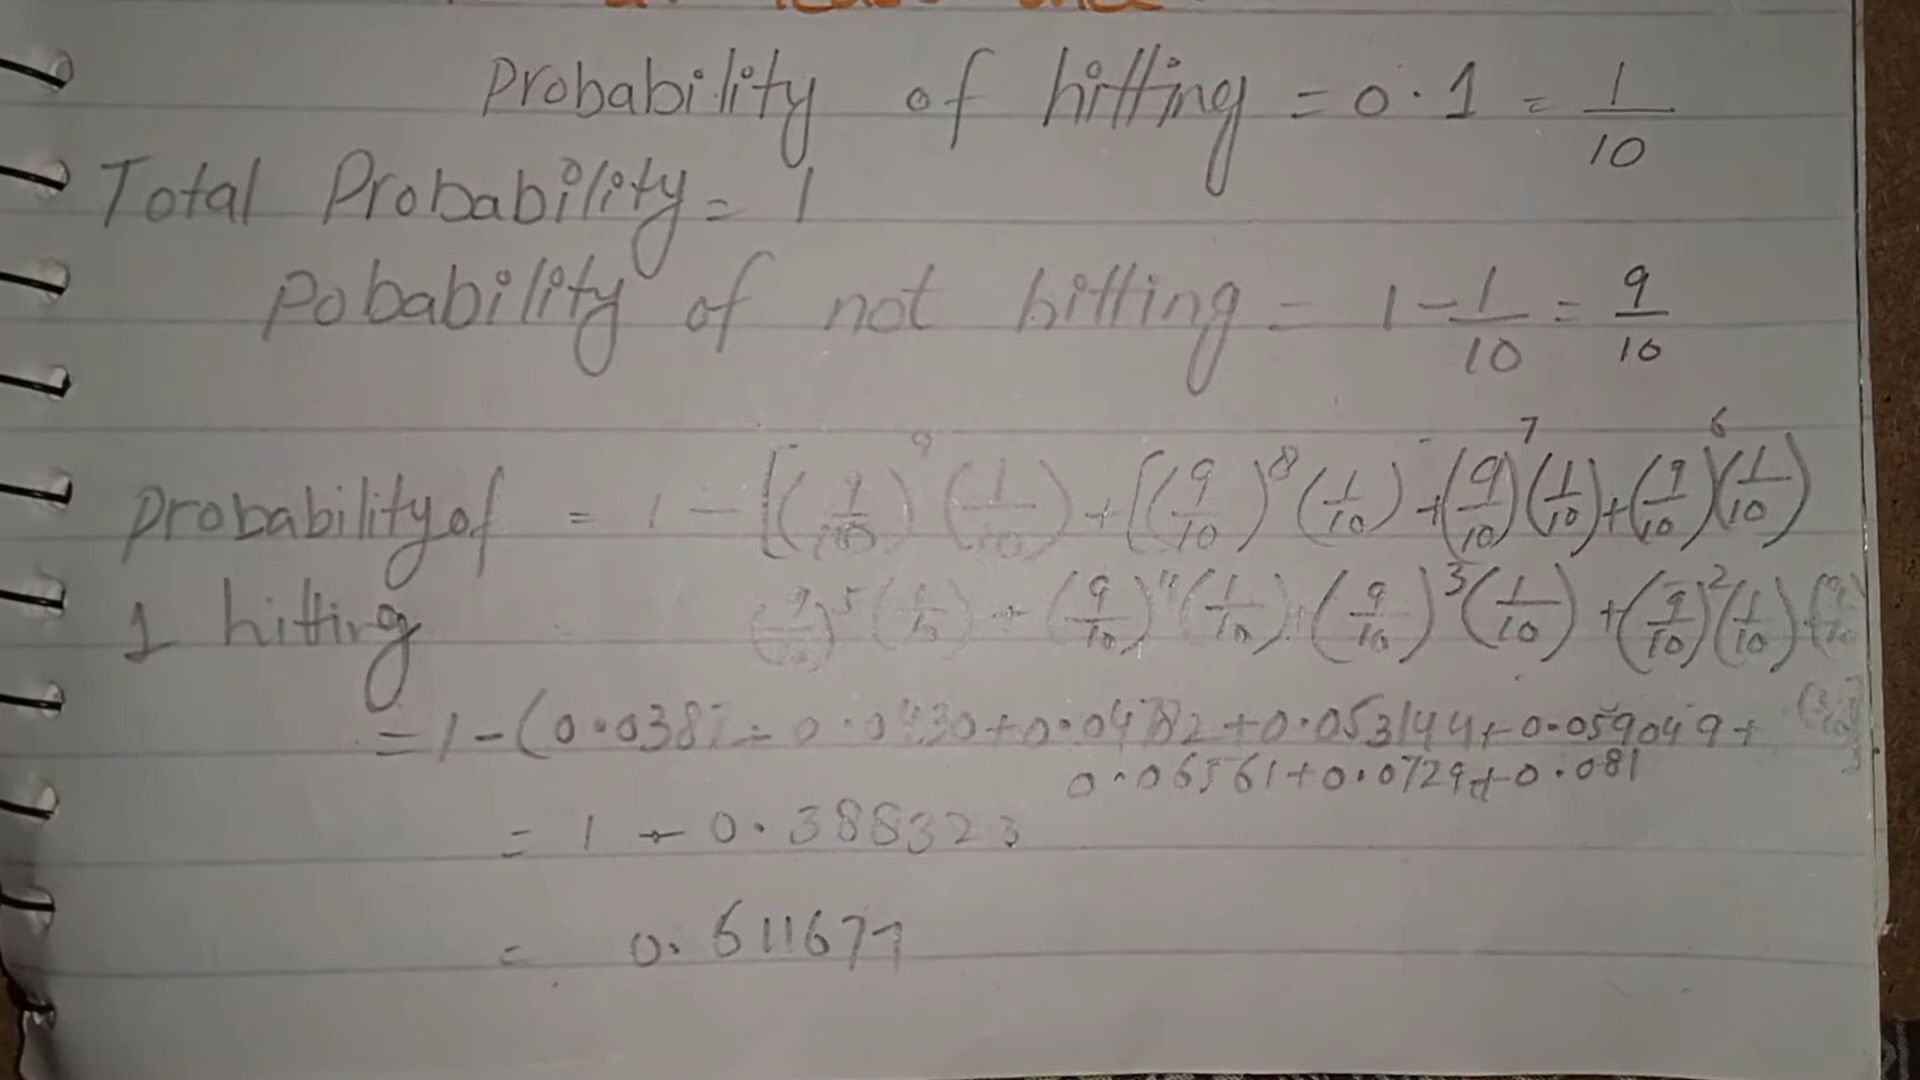 at least once
Probability of hitting = 0.1 = 1/10
Total Probability = 1
Pobability of not hitting = 1 - 1/10 = 9/10
probability of = 1 - [(9/10)^9 (1/10) + [(9/10)^8 (1/10) + (9/10)^7 (1/10) + (9/10)^6 (1/10)
1 hitting (9/10)^5 (1/10) + (9/10)^4 (1/10) (9/10)^3 (1/10) + (9/10)^2 (1/10)
= 1 - (0.0387 + 0.0430 + 0.04782 + 0.053144 + 0.059049 +
0.06561 + 0.0729 + 0.081
= 1 - 0.388323
= 0.611677